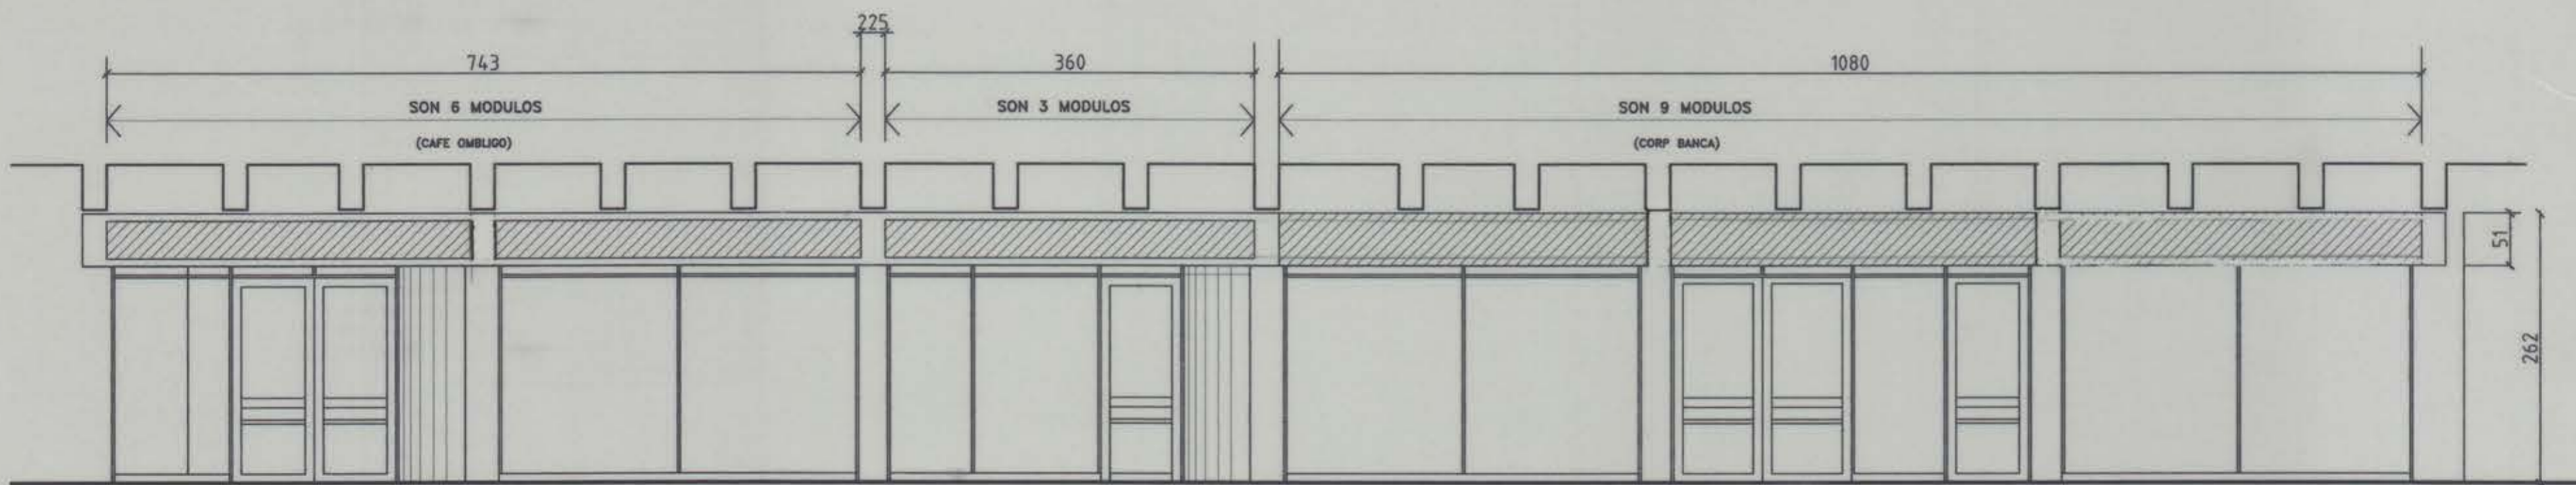 225
743
360
1080
SON 6 MODULOS
SON 3 MODULOS
SON 9 MODULOS
(CAFE OMBLIGO)
(CORP BANCA)
51
262